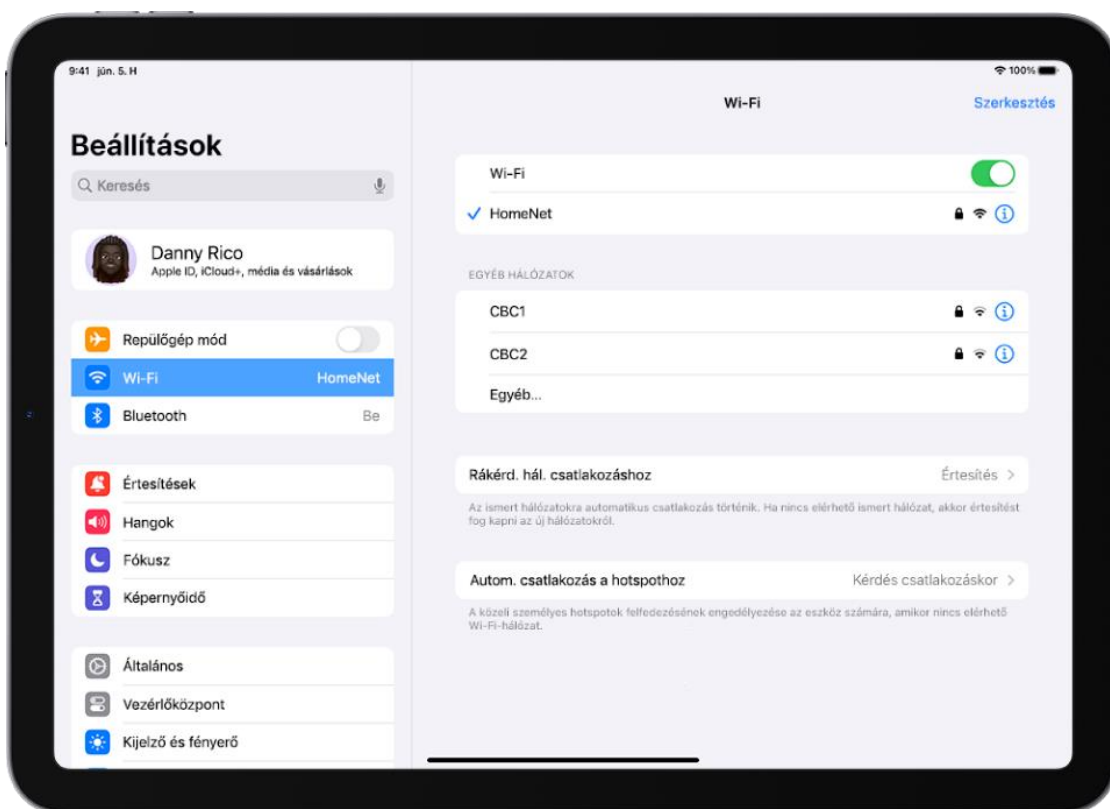 9:41 jún. 5. H
100%
Beállítások
Keresés
Danny Rico
Apple ID, iCloud+, média és vásárlások
Repülőgép mód
Wi-Fi HomeNet
Bluetooth Be
Értesítések
Hangok
Fókusz
Képernyőidő
Általános
Vezérlőközpont
Kijelző és fényerő
Wi-Fi
Szerkesztés
Wi-Fi
HomeNet
EGYÉB HÁLÓZATOK
CBC1
CBC2
Egyéb...
Rákérd. hál. csatlakozáshoz Értesítés
Az ismert hálózatokra automatikus csatlakozás történik. Ha nincs elérhető ismert hálózat, akkor értesítést
fog kapni az új hálózatokról.
Autom. csatlakozás a hotspothoz Kérdés csatlakozáskor
A közeli személyes hotspotok felfedezésének engedélyezése az eszköz számára, amikor nincs elérhető
Wi-Fi-hálózat.